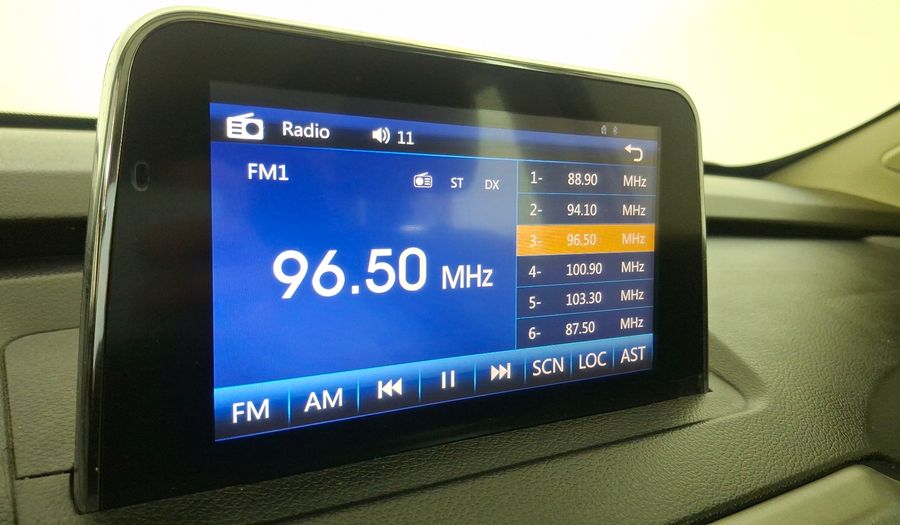 Radio 11
FM1
ST DX
96.50 MHz
1- 88.90 MHz
2- 94.10 MHz
3- 96.50 MHz
4- 100.90 MHz
5- 103.30 MHz
6- 87.50 MHz
FM AM SCN LOC AST